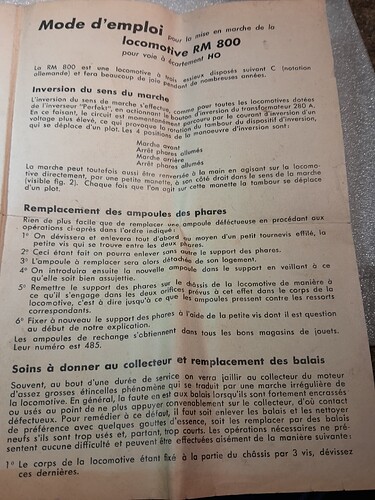 Mode d'emploi pour la mise en marche de la
locomotive RM 800
pour voie à écartement HO
La RM 800 est une locomotive à trois essieux disposés suivant C (notation
allemande) et fera beaucoup de joie pendant de nombreuses années.
Inversion du sens du marche
L'inversion du sens de marche s'effectue, comme pour toutes les locomotives dotées
de l'inverseur "Perfekt", en actionnant le bouton d'inversion du transformateur 280 A.
En ce faisant, le circuit est momentanément parcouru par le courant d'inversion d'un
voltage plus élevé, ce qui provoque la rotation du tambour du dispositif d'inversion,
qui se déplace d'un plot. Les 4 positions de la manoeuvre d'inversion sont:
Marche avant
Arrêt phares allumés
Marche arrière
Arrêt phares allumés
La marche peut toutefois aussi être renversée à la main en agissant sur la locomo-
tive directement, par une petite manette, à son côté droit dans le sens de la marche
(visible fig. 2). Chaque fois que l'on agit sur cette manette la tambour se déplace
d'un plot.
Remplacement des ampoules des phares
Rien de plus facile que de remplacer une ampoule défectueuse en procédant aux
opérations ci-après dans l'ordre indiqué:
1° On dévissera et enlèvera tout d'abord au moyen d'un petit tournevis effilé, la
petite vis qui se trouve entre les deux phares.
2° Ceci étant fait on pourra enlever sans outre le support des phares.
3° L'ampoule à remplacer sera alors détachée de son logement.
4° On introduira ensuite la nouvelle ampoule dans le support en veillant à ce
qu'elle soit bien assujettie.
5° Remettre le support des phares sur le châssis de la locomotive de manière à
ce qu'il s'engage dans les deux orifices prévus à cet effet dans le corps de la
locomotive, c'est à dire jusqu'à ce que les ampoules pressent contre les ressorts
correspondants.
6° Fixer à nouveau le support des phares à l'aide de la petite vis dont il est question
au début de notre explication.
Les ampoules de rechange s'obtiennent dans tous les bons magasins de jouets.
Leur numéro est 485.
Soins à donner au collecteur et remplacement des balais
Souvent, au bout d'une durée de service on verra jaillir au collecteur du moteur
d'assez grosses étincelles phénomène qui se traduit par une marche irrégulière de
la locomotive. En général, la faute en est aux balais lorsqu'ils sont fortement encrassés
ou usés au point de ne plus appuyer convenablement sur le collecteur, d'où contact
défectueux. Pour remédier à ce défaut, il faut soit enlever les balais et les nettoyer
de préférence avec quelques gouttes d'essence, soit les remplacer par des balais
neufs s'ils sont trop usés et, partant, trop courts. Les opérations nécessaires ne pré-
sentent aucune difficulté et peuvent être effectuées aisément de la manière suivante:
1° Le corps de la locomotive étant fixé à la partie du châssis par 3 vis, dévissez
ces dernières.